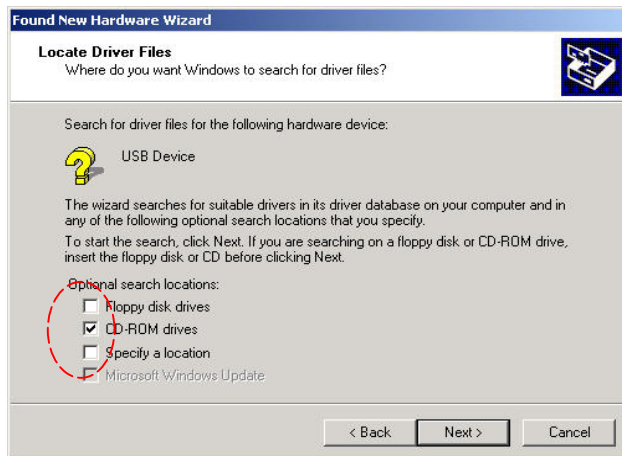 Found New Hardware Wizard
Locate Driver Files
Where do you want Windows to search for driver files?
Search for driver files for the following hardware device:
USB Device
The wizard searches for suitable drivers in its driver database on your computer and in
any of the following optional search locations that you specify.
To start the search, click Next. If you are searching on a floppy disk or CD-ROM drive,
insert the floppy disk or CD before clicking Next.
Optional search locations:
Floppy disk drives
CD-ROM drives
Specify a location
Microsoft Windows Update
< Back
Next >
Cancel